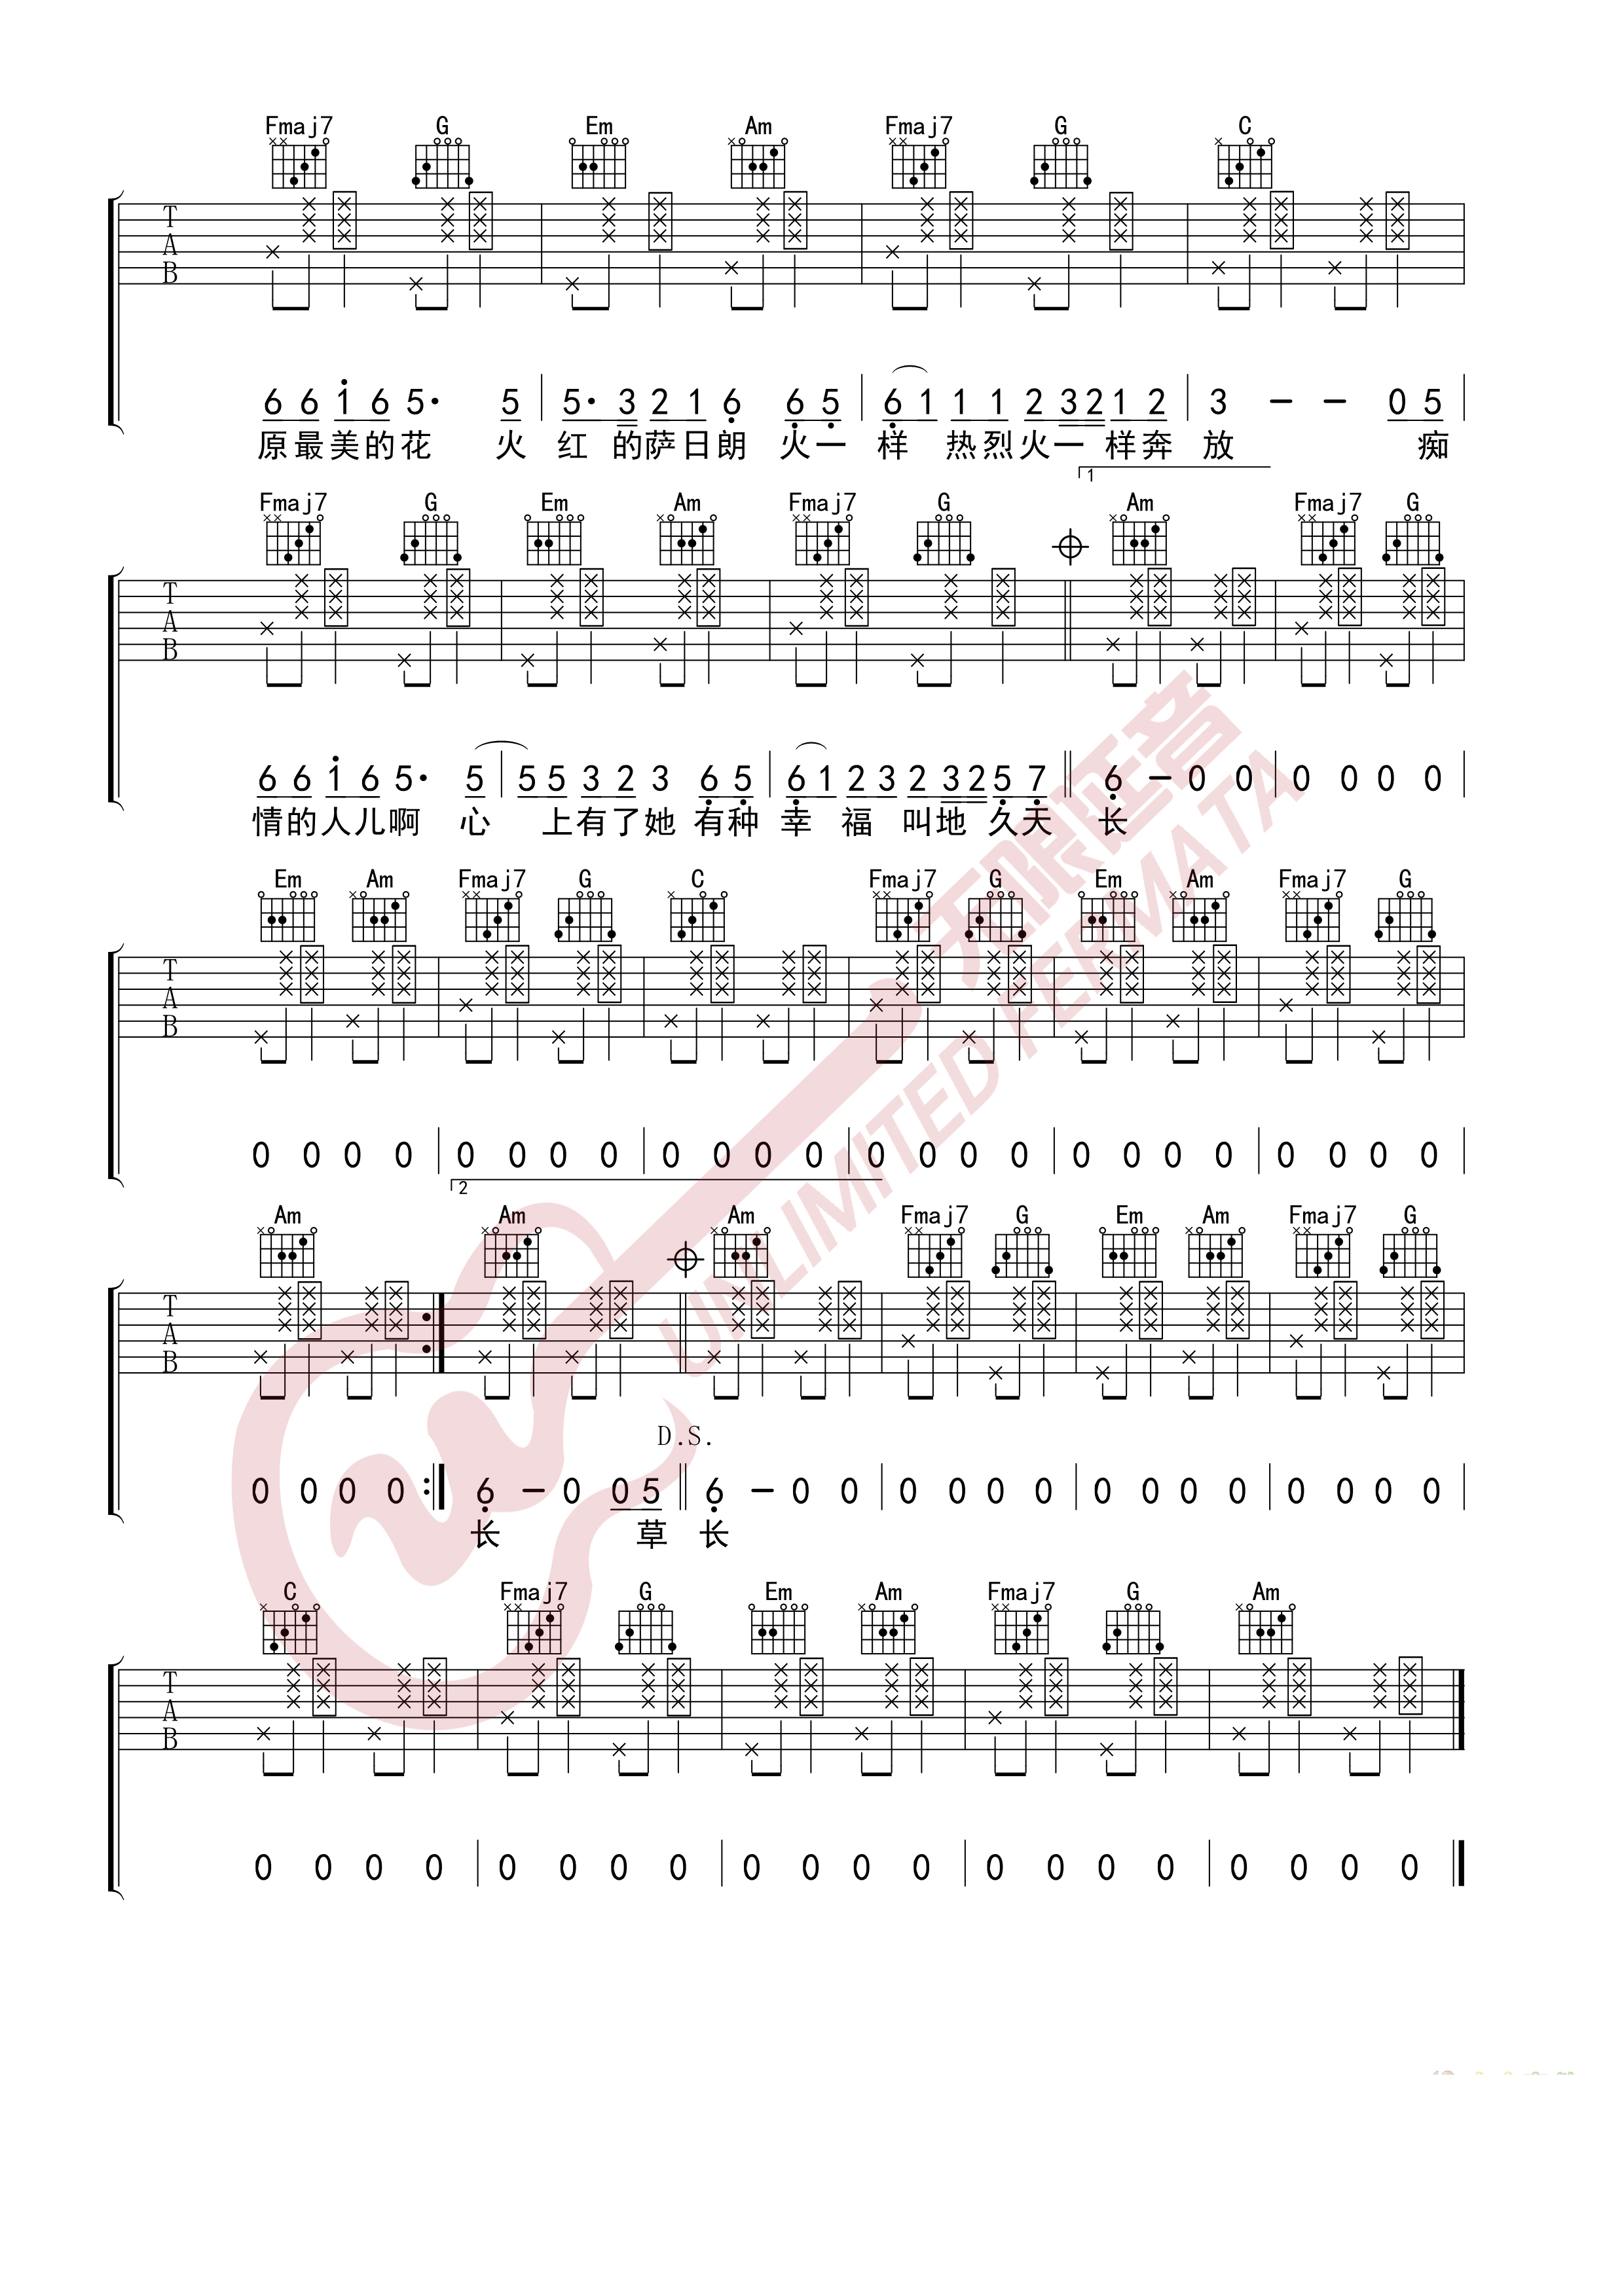 Fmaj7 G Em Am Fmaj7 G C
T A B
6 6 1 6 5· 5 5· 3 2 1 6 6 5 6 1 1 1 2 3 2 1 2 3 - - 0 5
原最美的花 火 红 的萨日朗 火一 样 热烈火一 样奔 放 痴
1
Fmaj7 G Em Am Fmaj7 G Am Fmaj7 G
T A B
6 6 1 6 5· 5 5 5 3 2 3 6 5 6 1 2 3 2 3 2 5 7 6 - 0 0 0 0 0 0
情的人儿啊 心 上有了她 有种 幸 福 叫地 久天 长
Em Am Fmaj7 G C Fmaj7 G Em Am Fmaj7 G
T A B
0 0 0 0 0 0 0 0 0 0 0 0 0 0 0 0 0 0 0 0 0 0 0 0
2
Am Am Am Fmaj7 G Em Am Fmaj7 G
T A B
D.S.
0 0 0 0 6 - 0 0 5 6 - 0 0 0 0 0 0 0 0 0 0 0 0 0 0
长 草 长
C Fmaj7 G Em Am Fmaj7 G Am
T A B
0 0 0 0 0 0 0 0 0 0 0 0 0 0 0 0 0 0 0 0
无限延音
UNLIMITED FERMATA